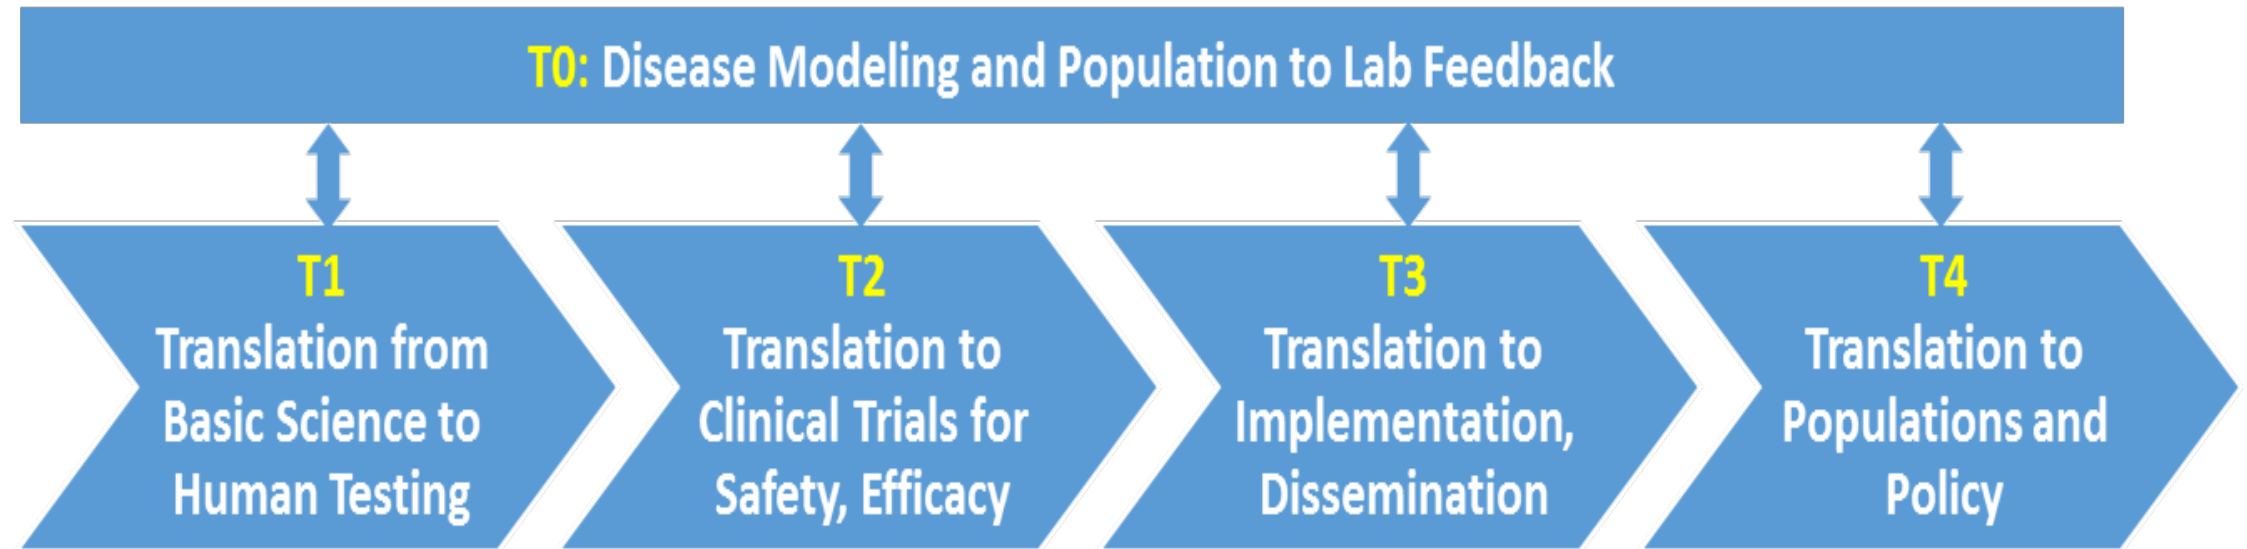 T0: Disease Modeling and Population to Lab Feedback
T1
Translation from
Basic Science to
Human Testing
T2
Translation to
Clinical Trials for
Safety, Efficacy
T3
Translation to
Implementation,
Dissemination
T4
Translation to
Populations and
Policy